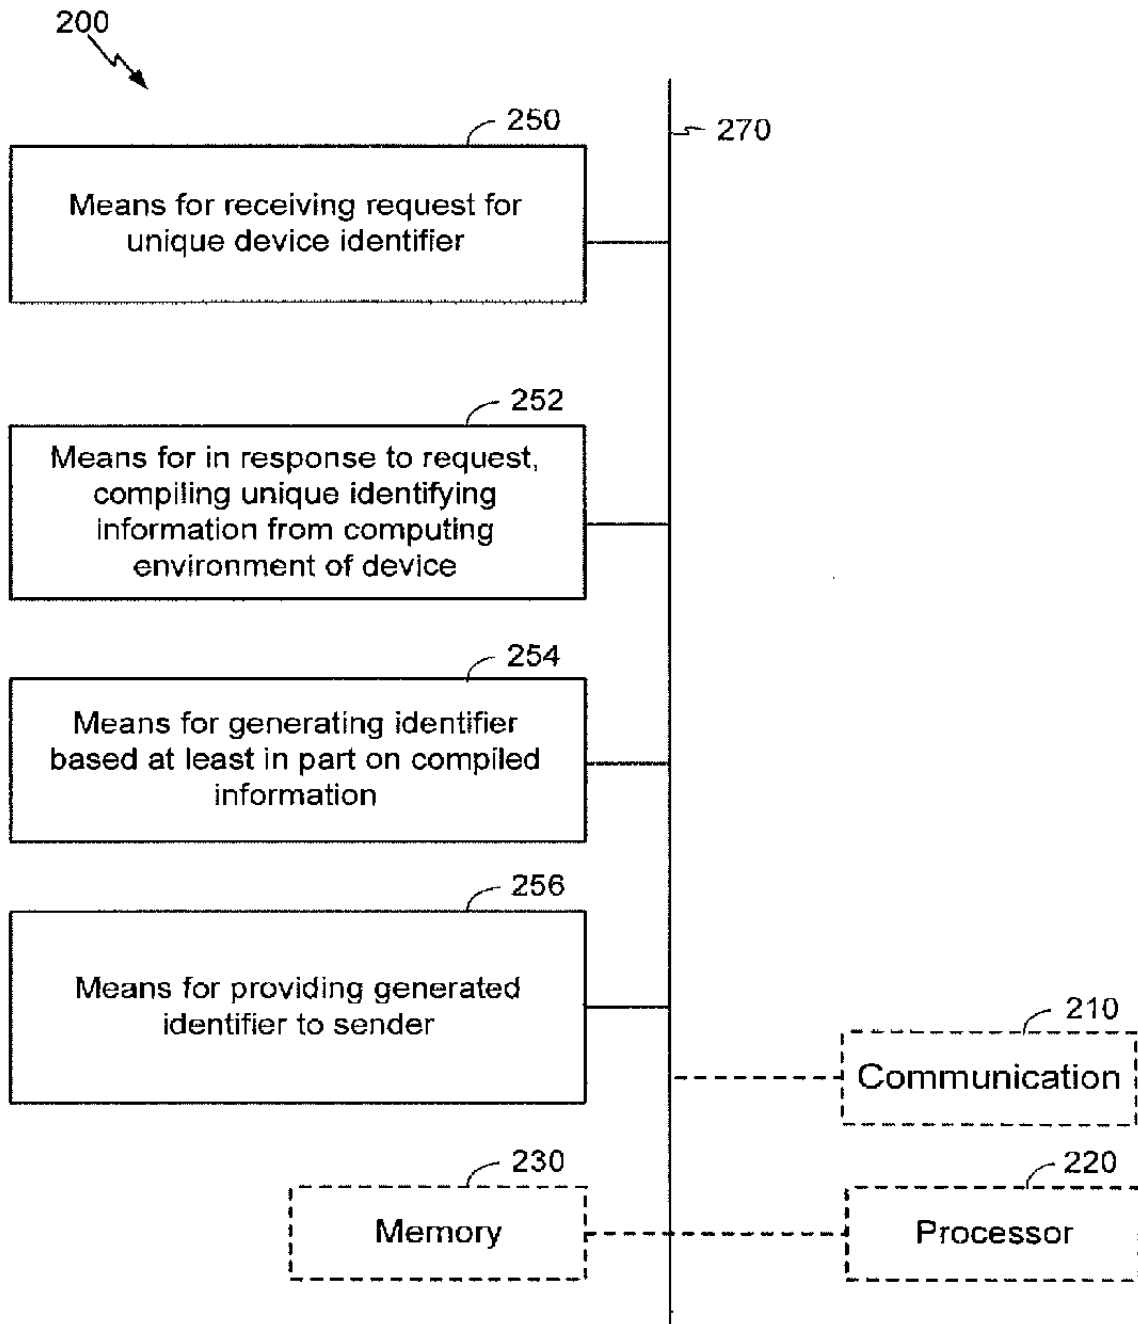 200
250
270
Means for receiving request for
unique device identifier
252
Means for in response to request,
compiling unique identifying
information from computing
environment of device
254
Means for generating identifier
based at least in part on compiled
information
256
Means for providing generated
identifier to sender
210
Communication
230
Memory
220
Processor